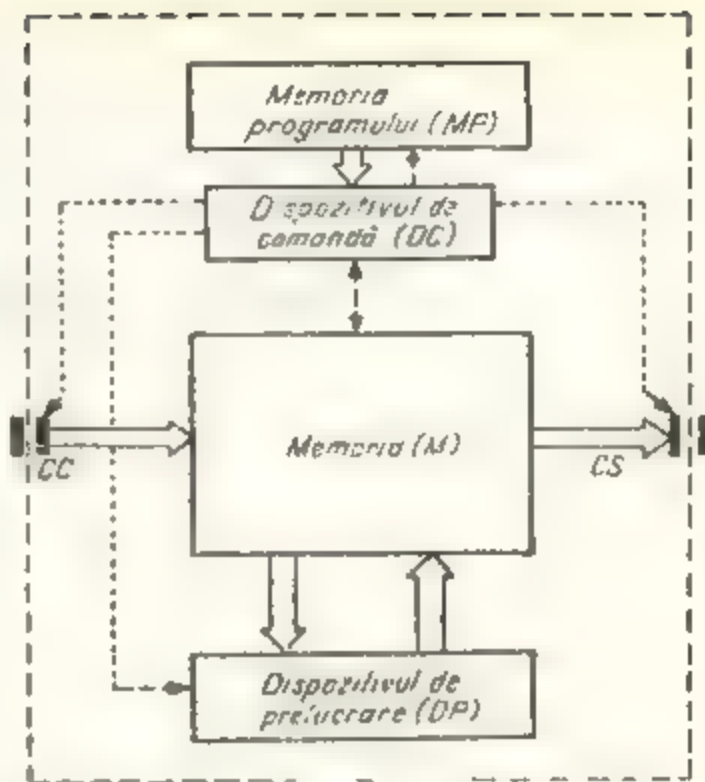 Memoria
programului (MP)
Dispozitivul de
comandă (DC)
Memoria (M)
CC
CS
Dispozitivul de
prelucrare (DP)